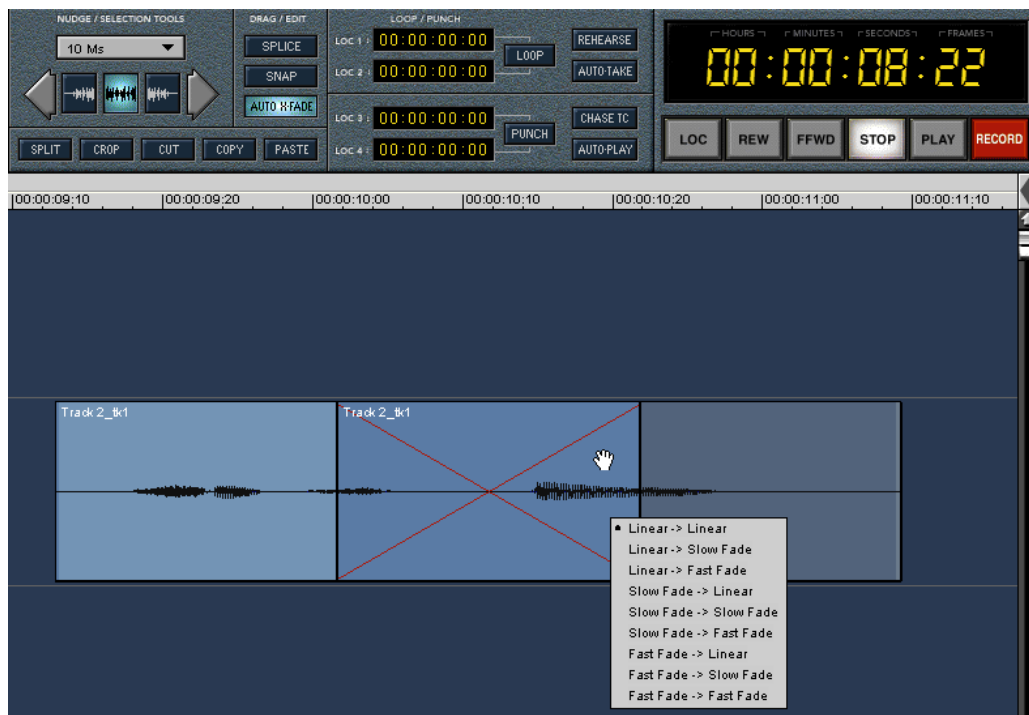 NUDGE / SELECTION TOOLS
10 Ms
SPLIT CROP CUT COPY PASTE
DRAG / EDIT
SPLICE
SNAP
AUTO X-FADE
LOOP / PUNCH
LOC 1 : 00:00:00:00
LOC 2 : 00:00:00:00
LOOP
REHEARSE
AUTO-TAKE
LOC 3 : 00:00:00:00
LOC 4 : 00:00:00:00
PUNCH
CHASE TC
AUTO-PLAY
HOURS MINUTES SECONDS FRAMES
00:00:08:22
LOC REW FFWD STOP PLAY RECORD
00:00:09:10 00:00:09:20 00:00:10:00 00:00:10:10 00:00:10:20 00:00:11:00 00:00:11:10
Track 2_tk1 Track 2_tk1
Linear -> Linear
Linear -> Slow Fade
Linear -> Fast Fade
Slow Fade -> Linear
Slow Fade -> Slow Fade
Slow Fade -> Fast Fade
Fast Fade -> Linear
Fast Fade -> Slow Fade
Fast Fade -> Fast Fade